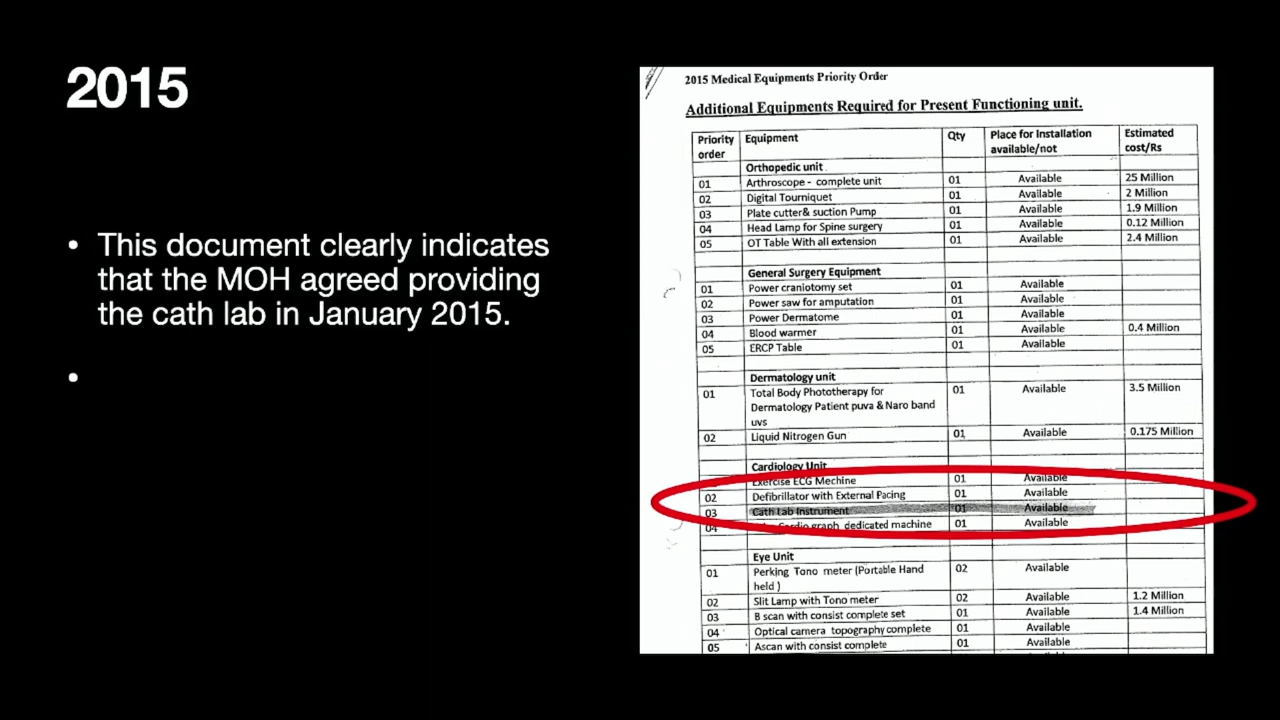 2015
• This document clearly indicates
that the MOH agreed providing
the cath lab in January 2015.
•
2015 Medical Equipments Priority Order
Additional Equipments Required for Present Functioning unit.
Priority order Equipment Qty Place for Installation available/not Estimated cost/Rs
Orthopedic unit
01 Arthroscope - complete unit 01 Available 25 Million
02 Digital Tourniquet 01 Available 2 Million
03 Plate cutter& suction Pump 01 Available 1.9 Million
04 Head Lamp for Spine surgery 01 Available 0.12 Million
05 OT Table With all extension 01 Available 2.4 Million
General Surgery Equipment
01 Power craniotomy set 01 Available
02 Power saw for amputation 01 Available
03 Power Dermatome 01 Available
04 Blood warmer 01 Available 0.4 Million
05 ERCP Table 01 Available
Dermatology unit
01 Total Body Phototherapy for 01 Available 3.5 Million
Dermatology Patient puva & Naro band
uvs
02 Liquid Nitrogen Gun 01 Available 0.175 Million
Cardiology Unit
Exercise ECG Mechine 01 Available
02 Defibrillator with External Pacing 01 Available
03 Cath Lab Instrument 01 Available
04 graph dedicated machine 01 Available
Eye Unit
01 Perking Tono meter (Portable Hand 02 Available
held )
02 Slit Lamp with Tono meter 02 Available 1.2 Million
03 B scan with consist complete set 01 Available 1.4 Million
04 Optical camera topography complete 01 Available
05 Ascan with consist complete 01 Available